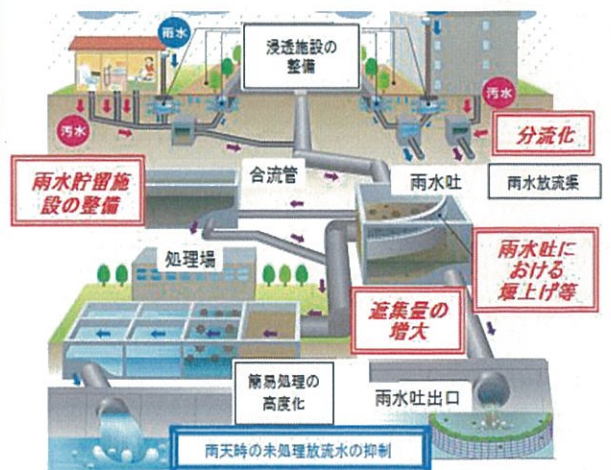 雨水
浸透施設の
整備
汚水
汚水
分流化
雨水貯留施
設の整備
合流管
雨水吐
雨水放流渠
処理場
雨水吐に
おける
堰上げ等
遮集量の
増大
簡易処理の
高度化
雨水吐出口
雨天時の未処理放流水の抑制